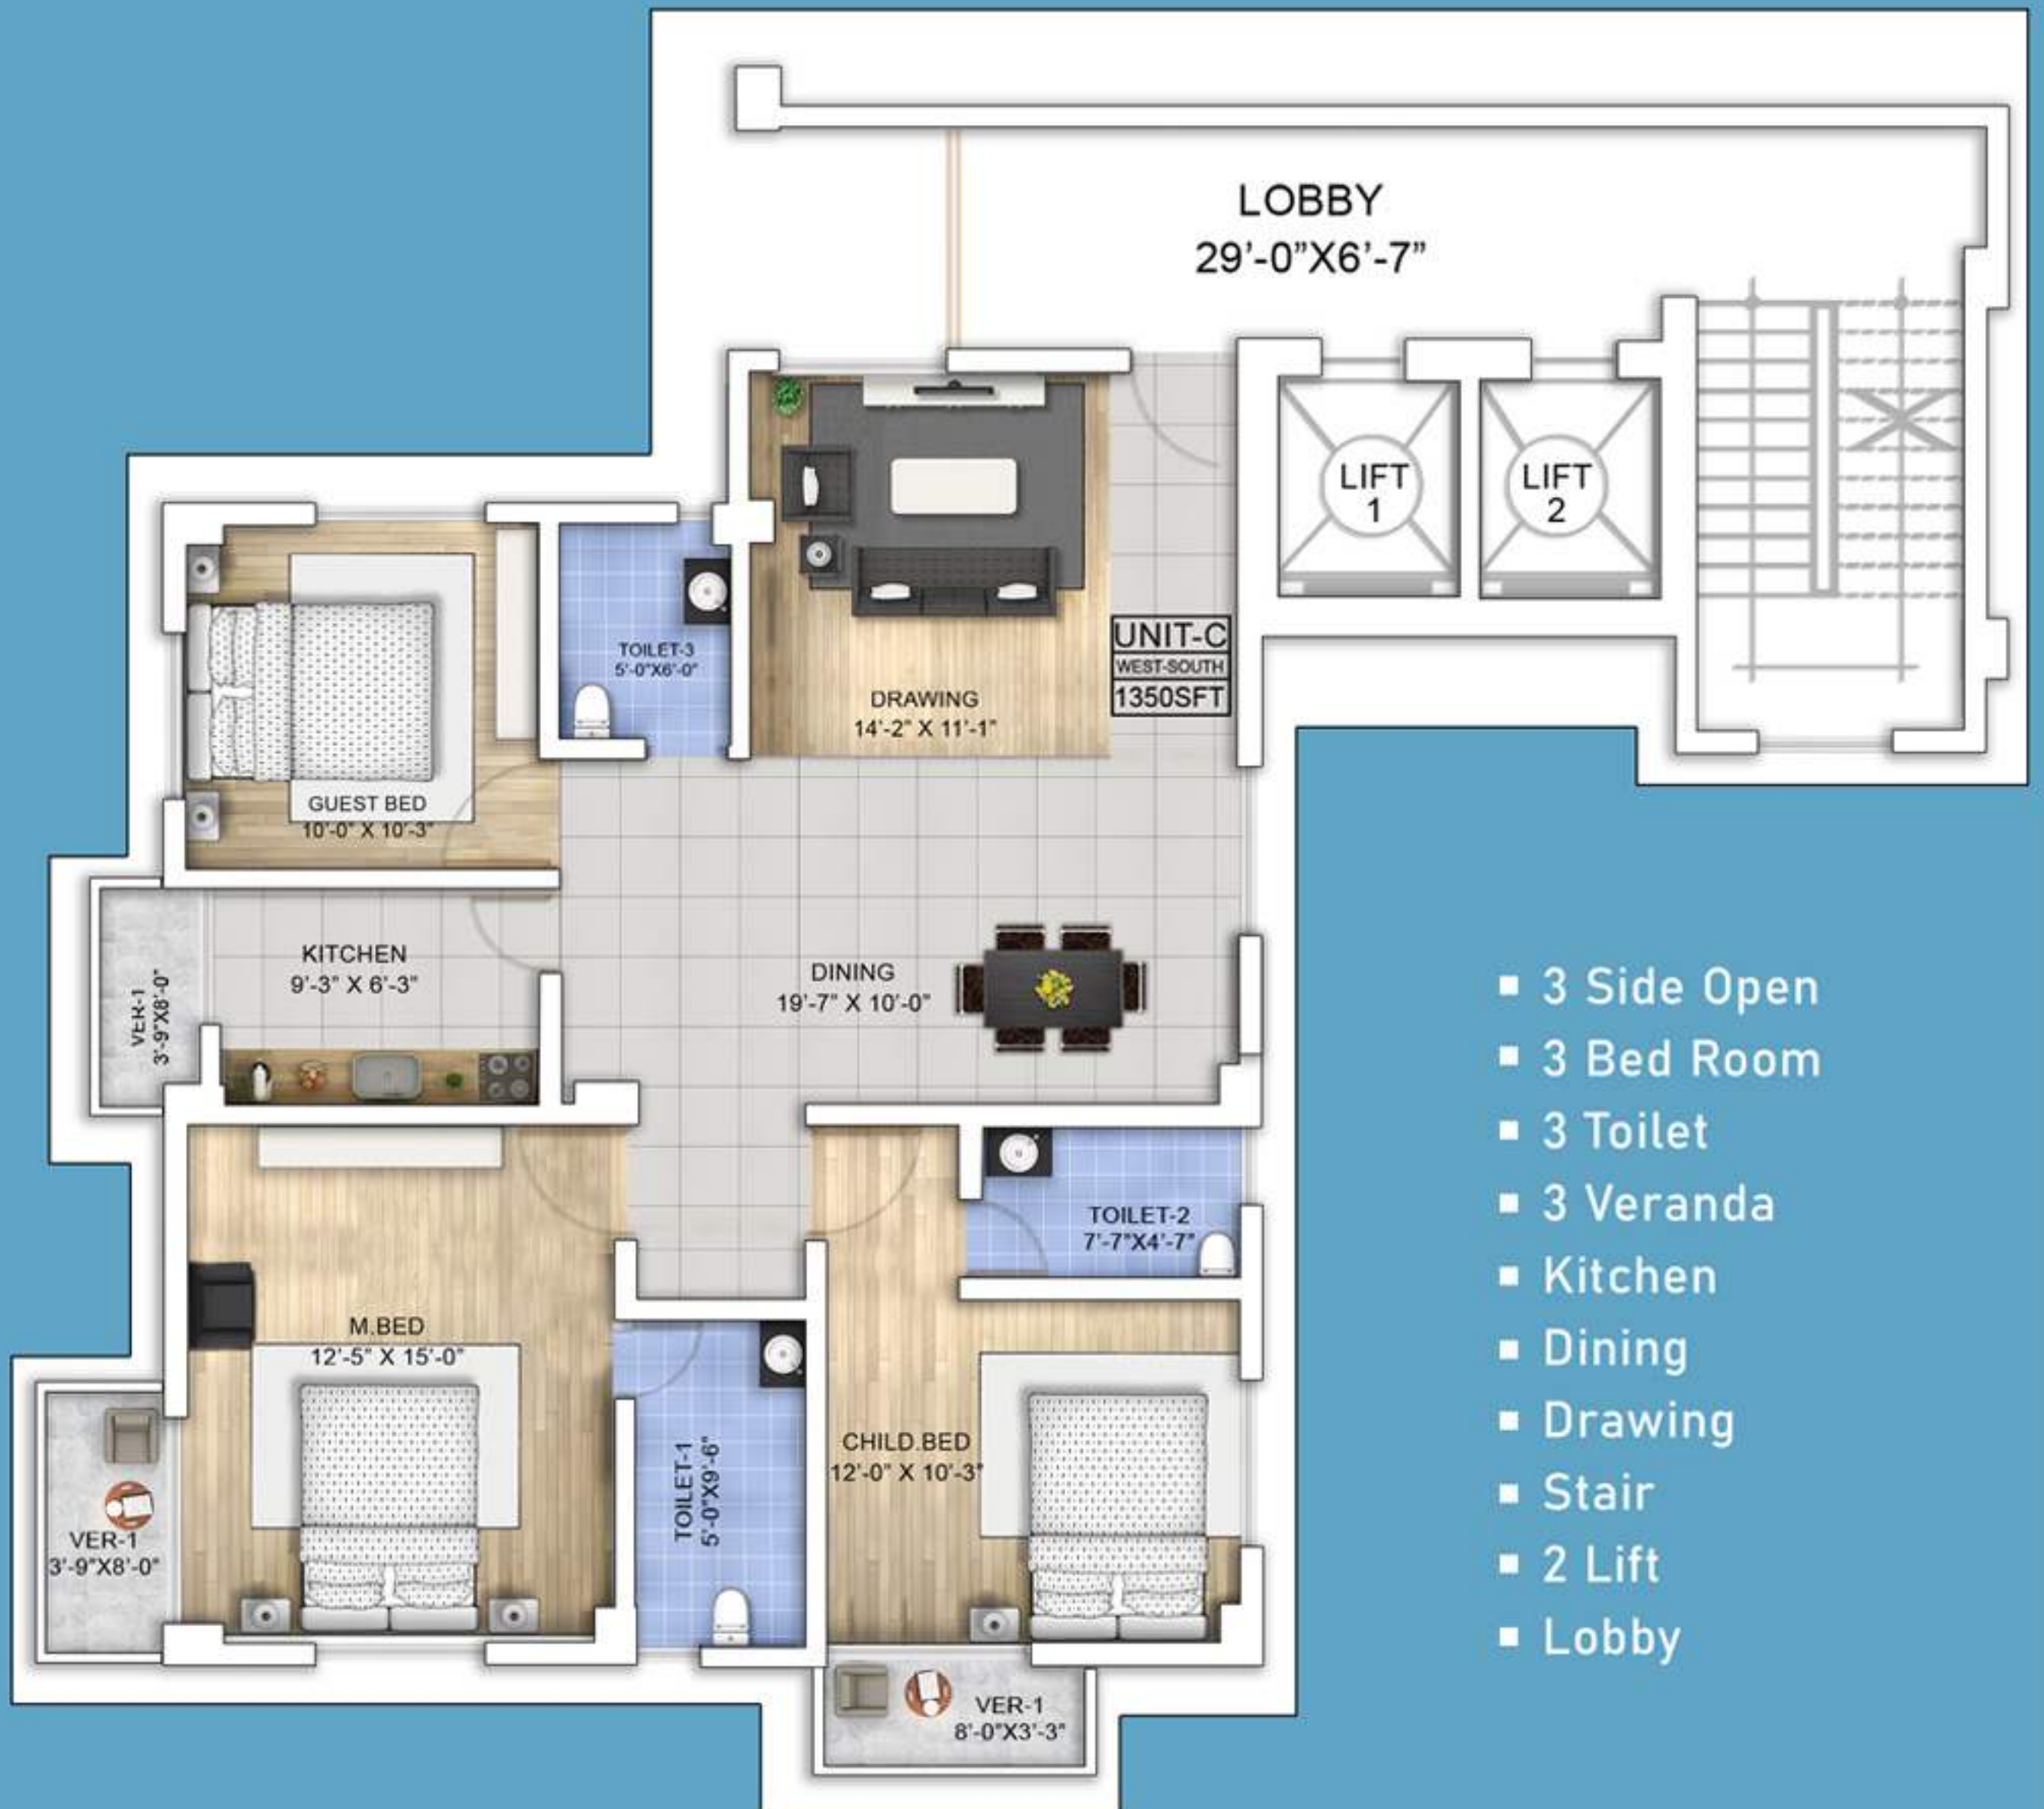 LOBBY
29’-0”X6’-7”
LIFT
1
LIFT
2
TOILET-3
5'-0"X6'-0"
UNIT-C
WEST-SOUTH
1350SFT
DRAWING
14'-2" X 11'-1"
GUEST BED
10'-0" X 10'-3"
KITCHEN
9'-3" X 6'-3"
VER-1
3'-9"X8'-0"
DINING
19'-7" X 10'-0"
TOILET-2
7'-7"X4'-7"
M.BED
12'-5" X 15'-0"
CHILD.BED
12'-0" X 10'-3"
TOILET-1
5'-0"X9'-6"
VER-1
3'-9"X8'-0"
VER-1
8'-0"X3'-3"
▪ 3 Side Open
▪ 3 Bed Room
▪ 3 Toilet
▪ 3 Veranda
▪ Kitchen
▪ Dining
▪ Drawing
▪ Stair
▪ 2 Lift
▪ Lobby